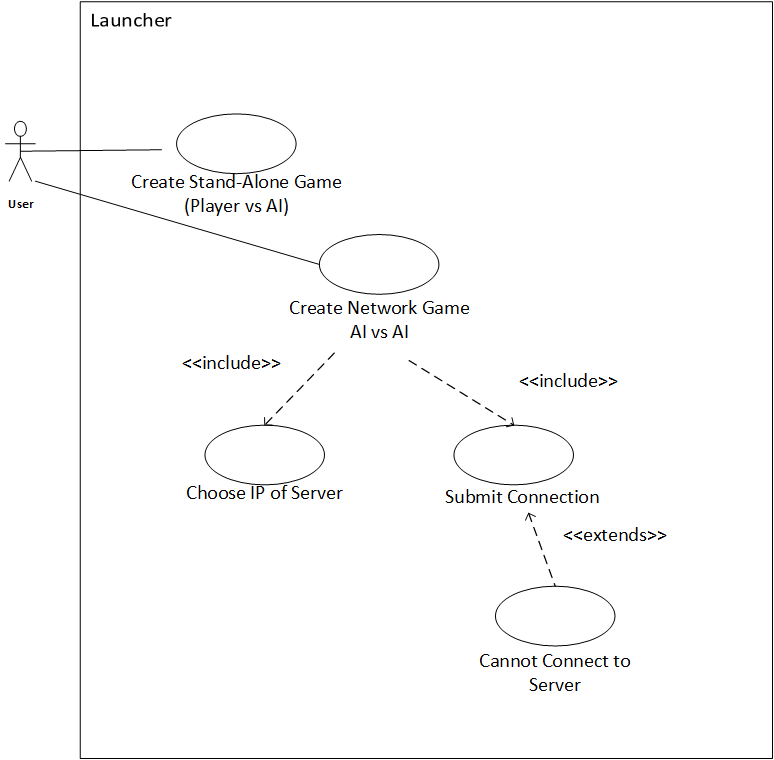 Launcher
User
Create Stand-Alone Game
(Player vs AI)
Create Network Game
AI vs AI
<<include>>
<<include>>
Choose IP of Server
Submit Connection
<<extends>>
Cannot Connect to
Server